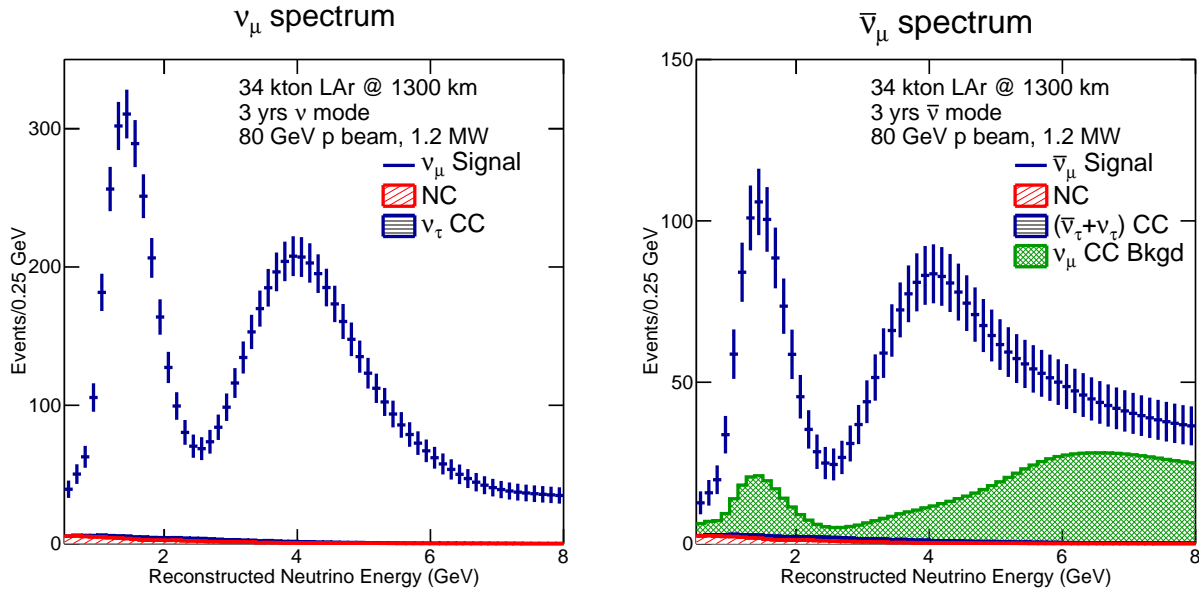 νμ spectrum
34 kton LAr @ 1300 km
3 yrs ν mode
80 GeV p beam, 1.2 MW
νμ Signal
NC
ντ CC
Events/0.25 GeV
0
100
200
300
2
4
6
8
Reconstructed Neutrino Energy (GeV)
ν̄μ spectrum
34 kton LAr @ 1300 km
3 yrs ν̄ mode
80 GeV p beam, 1.2 MW
ν̄μ Signal
NC
(ν̄τ+ντ) CC
νμ CC Bkgd
Events/0.25 GeV
0
50
100
150
2
4
6
8
Reconstructed Neutrino Energy (GeV)